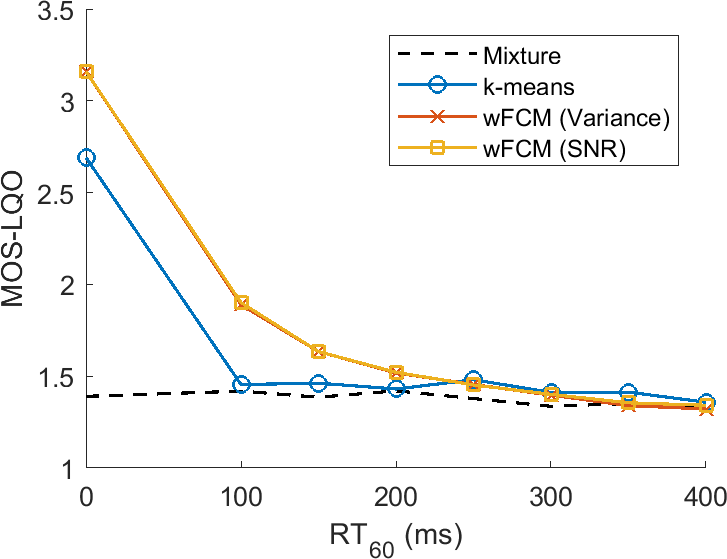 3.5
3
2.5
2
1.5
1
MOS-LQO
Mixture
k-means
wFCM (Variance)
wFCM (SNR)
0 100 200 300 400
RT60 (ms)